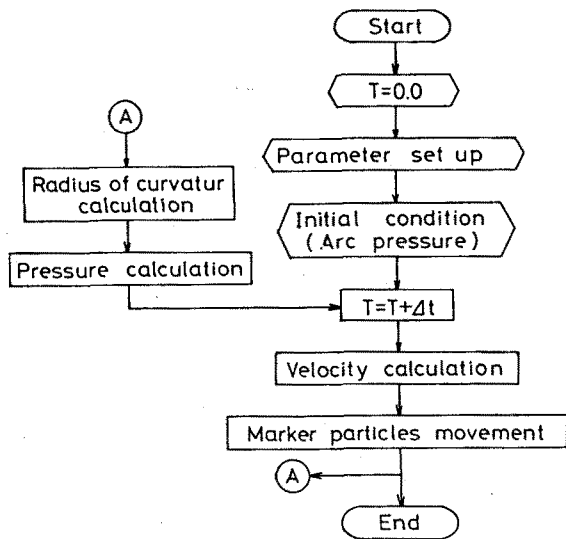 Start
T=0.0
Parameter set up
Initial condition
(Arc pressure)
A
Radius of curvatur
calculation
Pressure calculation
T=T+Δt
Velocity calculation
Marker particles movement
A
End